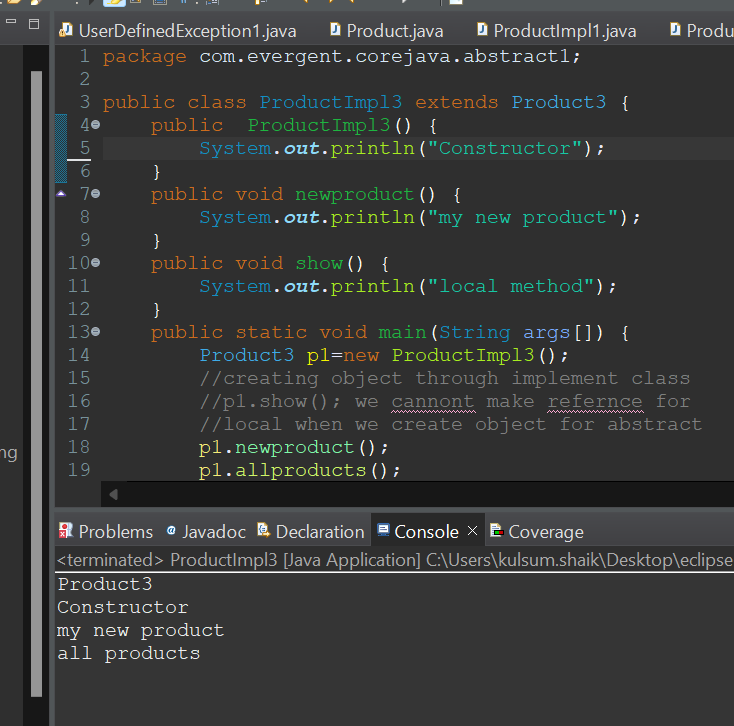 UserDefinedException1.java Product.java ProductImpl1.java Produ
1 package com.evergent.corejava.abstract1;
2
3 public class ProductImpl3 extends Product3 {
4 public  ProductImpl3() {
5 System.out.println("Constructor");
6 }
7 public void newproduct() {
8 System.out.println("my new product");
9 }
10 public void show() {
11 System.out.println("local method");
12 }
13 public static void main(String args[]) {
14 Product3 p1=new ProductImpl3();
15 //creating object through implement class
16 //p1.show(); we cannont make refernce for
17 //local when we create object for abstract
18 p1.newproduct();
19 p1.allproducts();
ng
Problems Javadoc Declaration Console Coverage
<terminated> ProductImpl3 [Java Application] C:\Users\kulsum.shaik\Desktop\eclipse
Product3
Constructor
my new product
all products